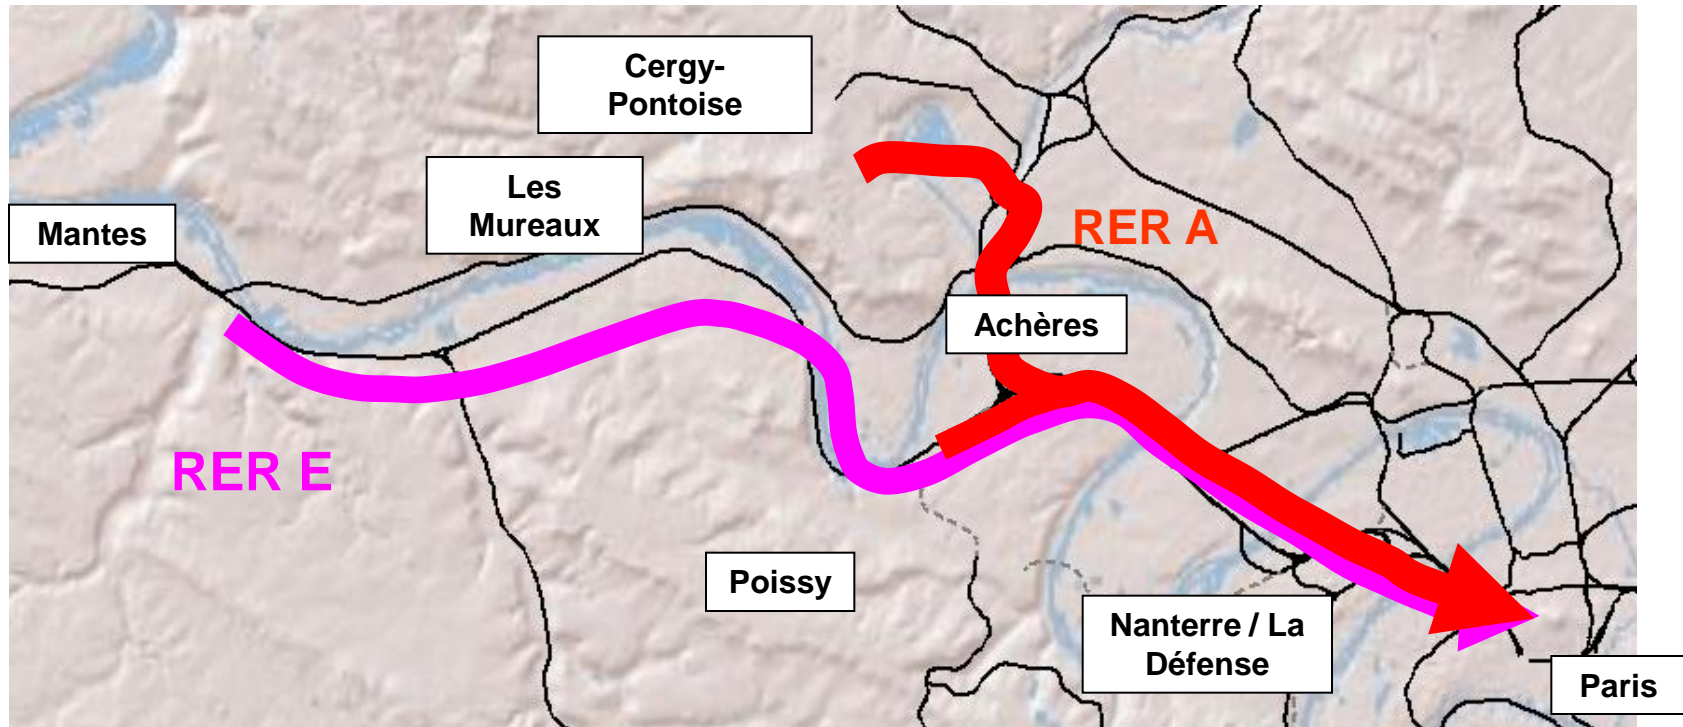 Cergy-
Pontoise
Les
Mureaux
Mantes
RER A
Achères
RER E
Poissy
Nanterre / La
Défense
Paris